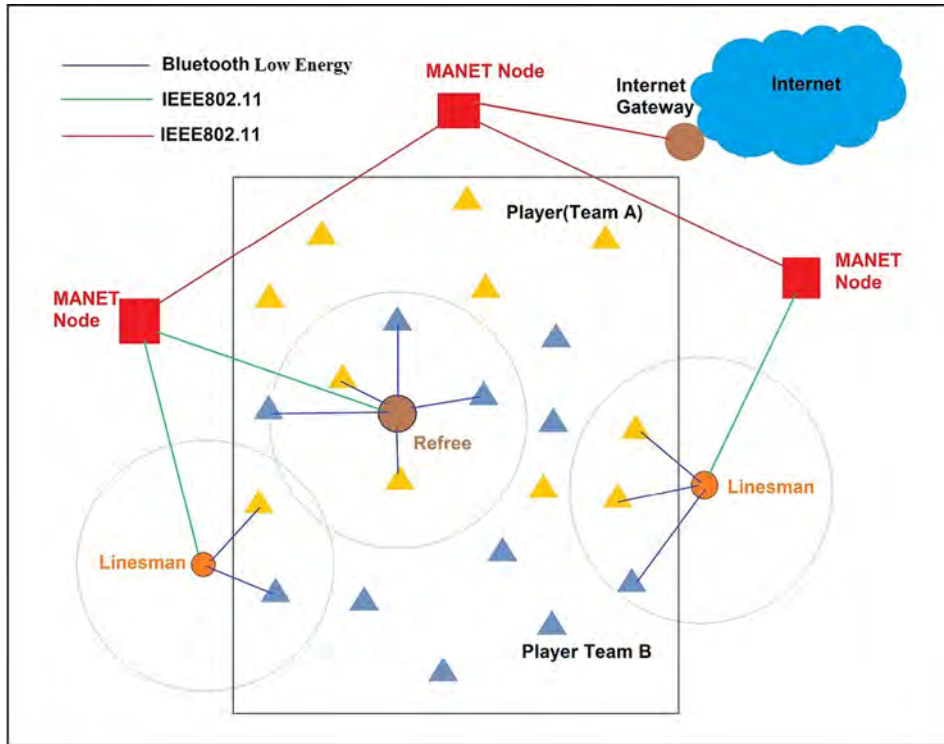 Bluetooth Low Energy
IEEE802.11
IEEE802.11
MANET Node
Internet
Gateway
Internet
Player(Team A)
MANET
Node
MANET
Node
Refree
Linesman
Linesman
Player Team B